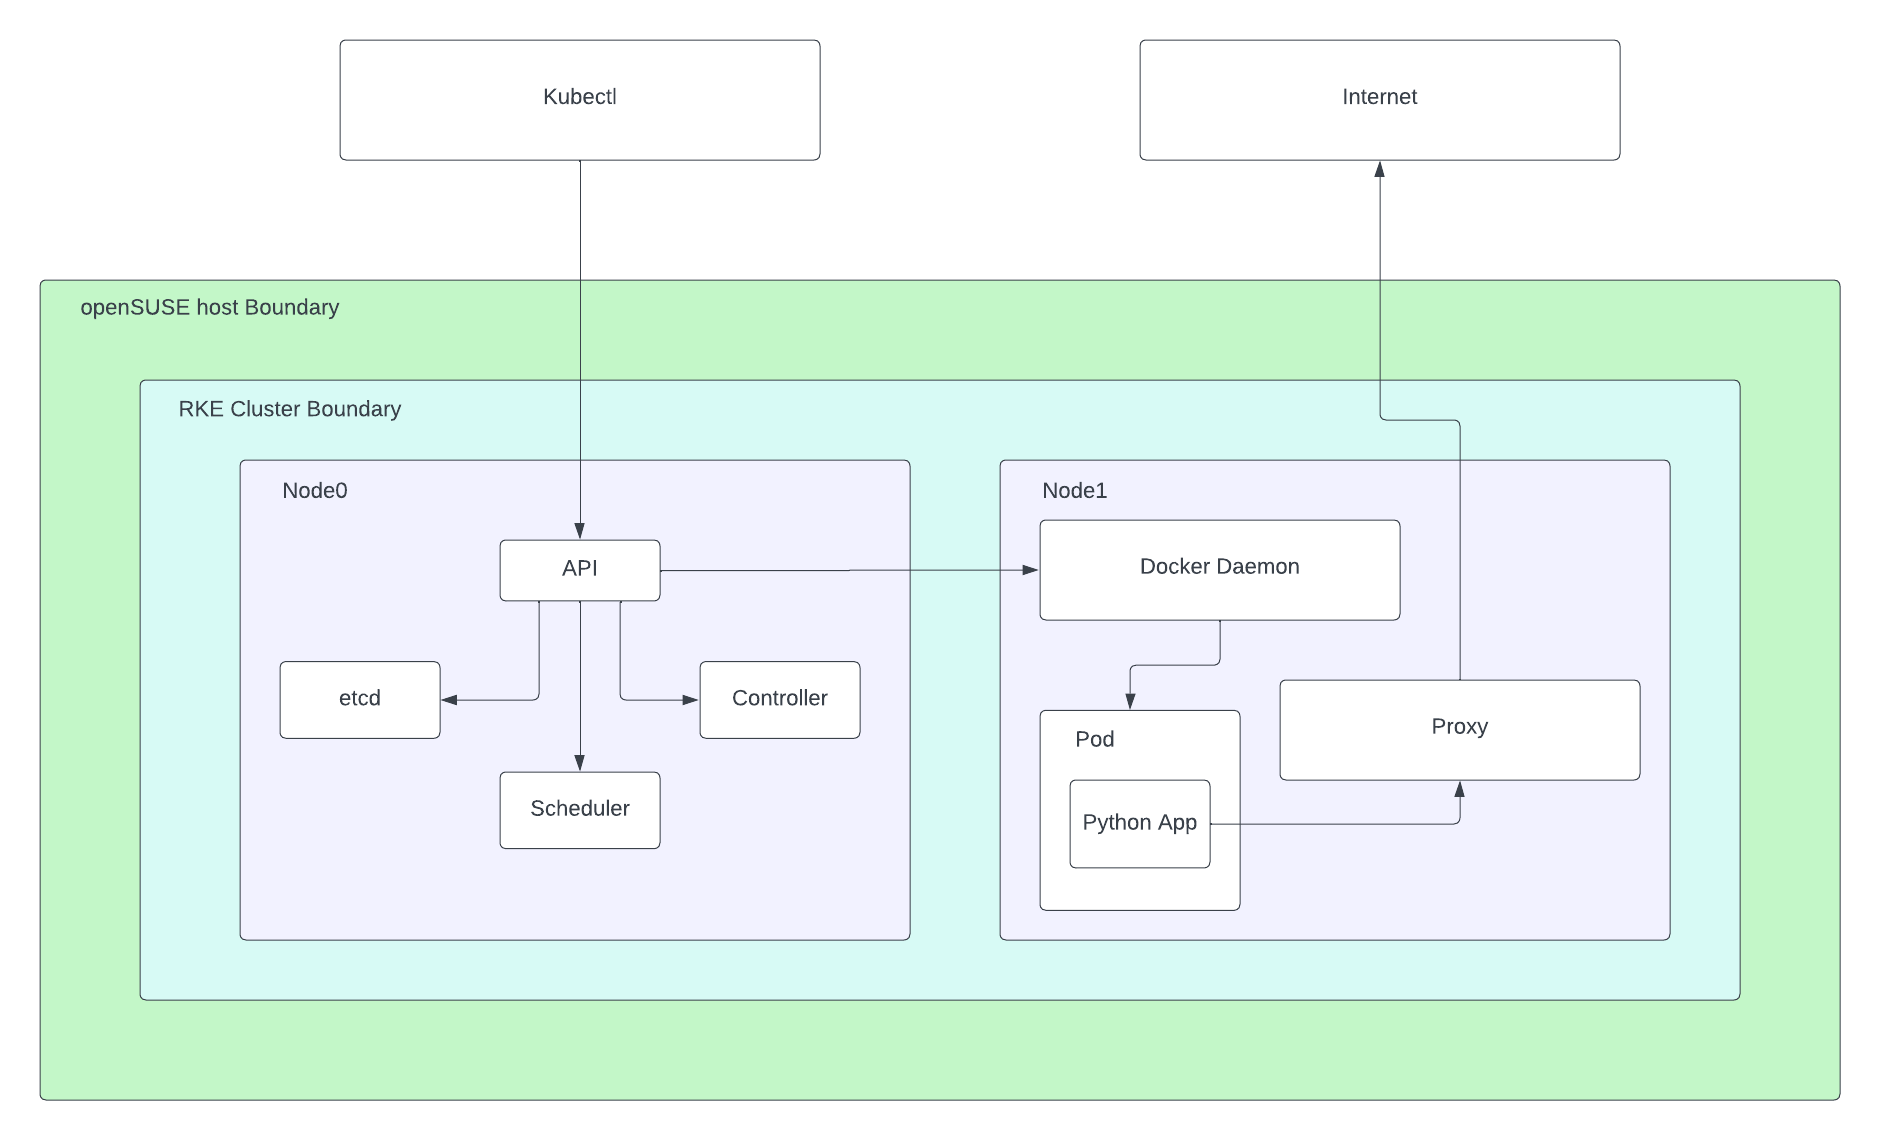 Kubectl
Internet
openSUSE host Boundary
RKE Cluster Boundary
Node0
API
etcd
Controller
Scheduler
Node1
Docker Daemon
Pod
Python App
Proxy